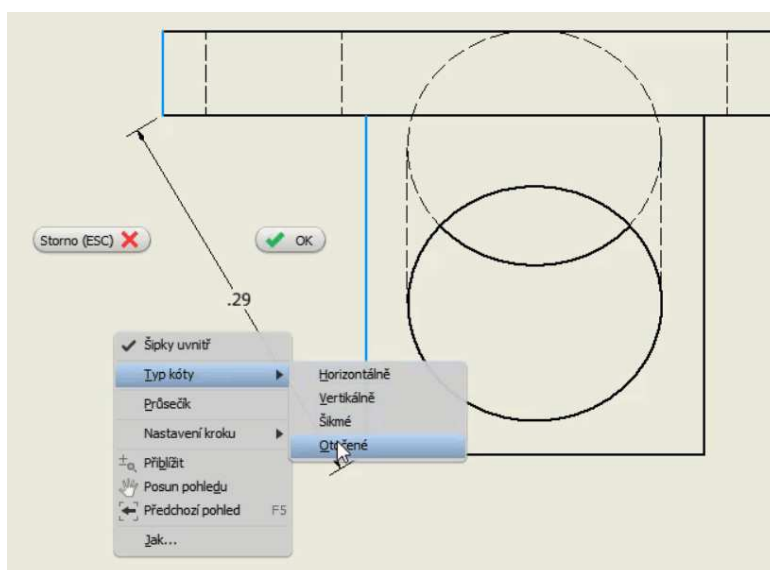 Storno (ESC)
OK
.29
Šipky uvnitř
Typ kóty
Průsečík
Nastavení kroku
Přiblížit
Posun pohledu
Předchozí pohled F5
Jak...
Horizontálně
Vertikálně
Šikmé
Otočené